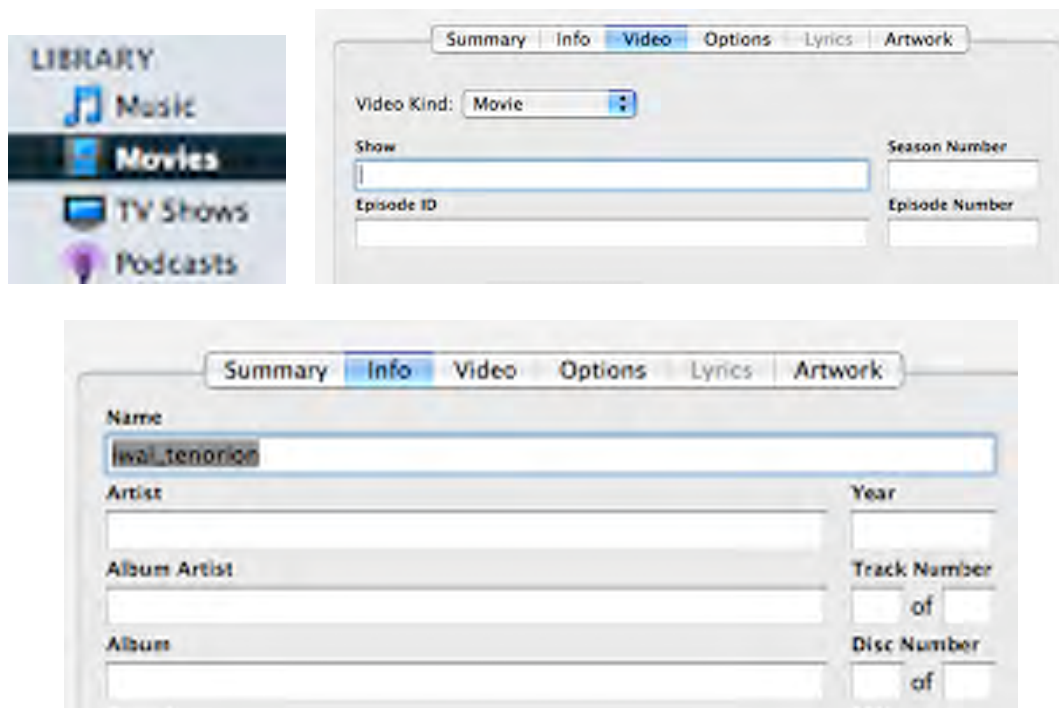 LIBRARY
Music
Movies
TV Shows
Podcasts
Summary Info Video Options Lyrics Artwork
Video Kind: Movie
Show Season Number
Episode ID Episode Number
Summary Info Video Options Lyrics Artwork
Name
iwai_tenorion
Artist Year
Album Artist Track Number
of
Album Disc Number
of